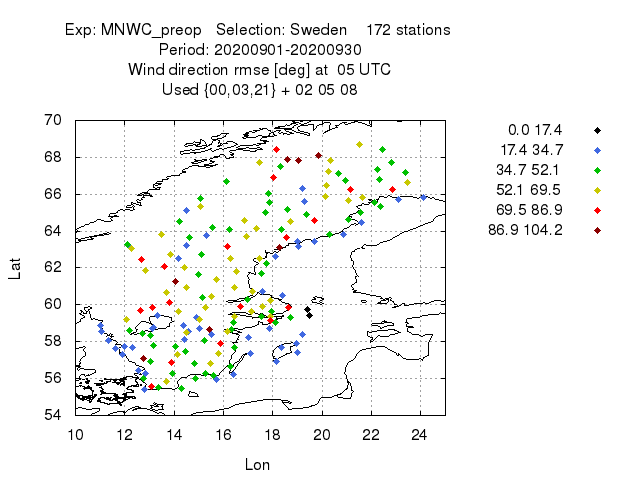 Exp: MNWC_preop   Selection: Sweden    172 stations
Period: 20200901-20200930
Wind direction rmse [deg] at  05 UTC
Used {00,03,21} + 02 05 08
70
68
66
64
62
60
58
56
54
10 12 14 16 18 20 22 24
Lat
Lon
0.0 17.4
17.4 34.7
34.7 52.1
52.1 69.5
69.5 86.9
86.9 104.2